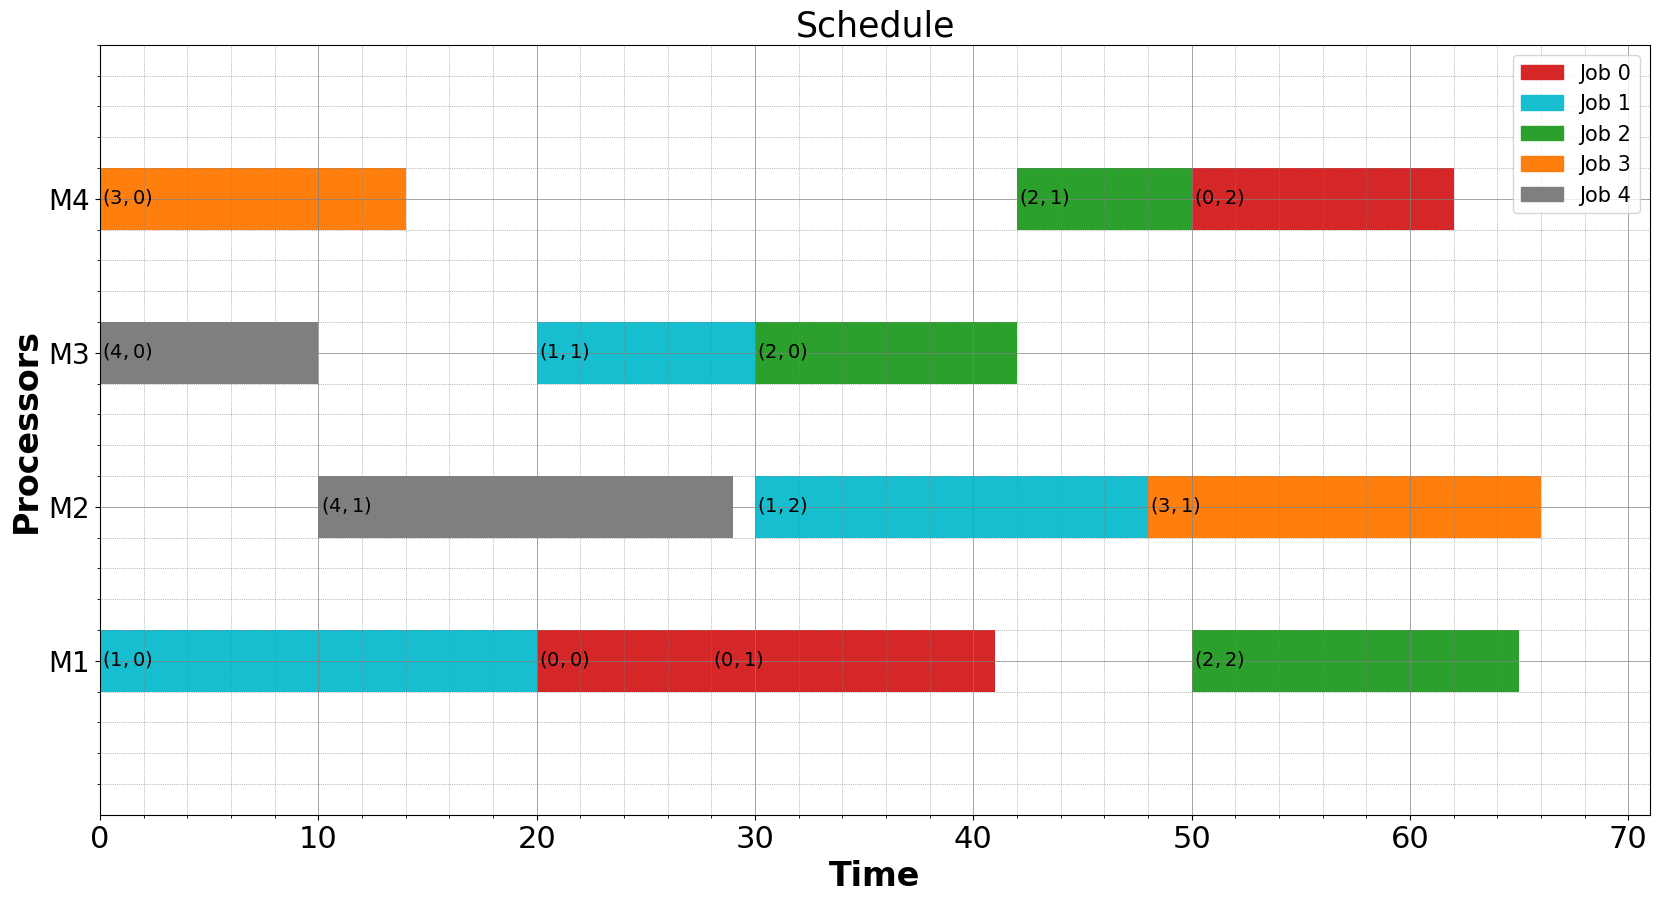 Schedule
Job 0
Job 1
Job 2
Job 3
Job 4
M4
(3, 0)
(2, 1)
(0, 2)
M3
(4, 0)
(1, 1)
(2, 0)
M2
(4, 1)
(1, 2)
(3, 1)
M1
(1, 0)
(0, 0)
(0, 1)
(2, 2)
Processors
0 10 20 30 40 50 60 70
Time